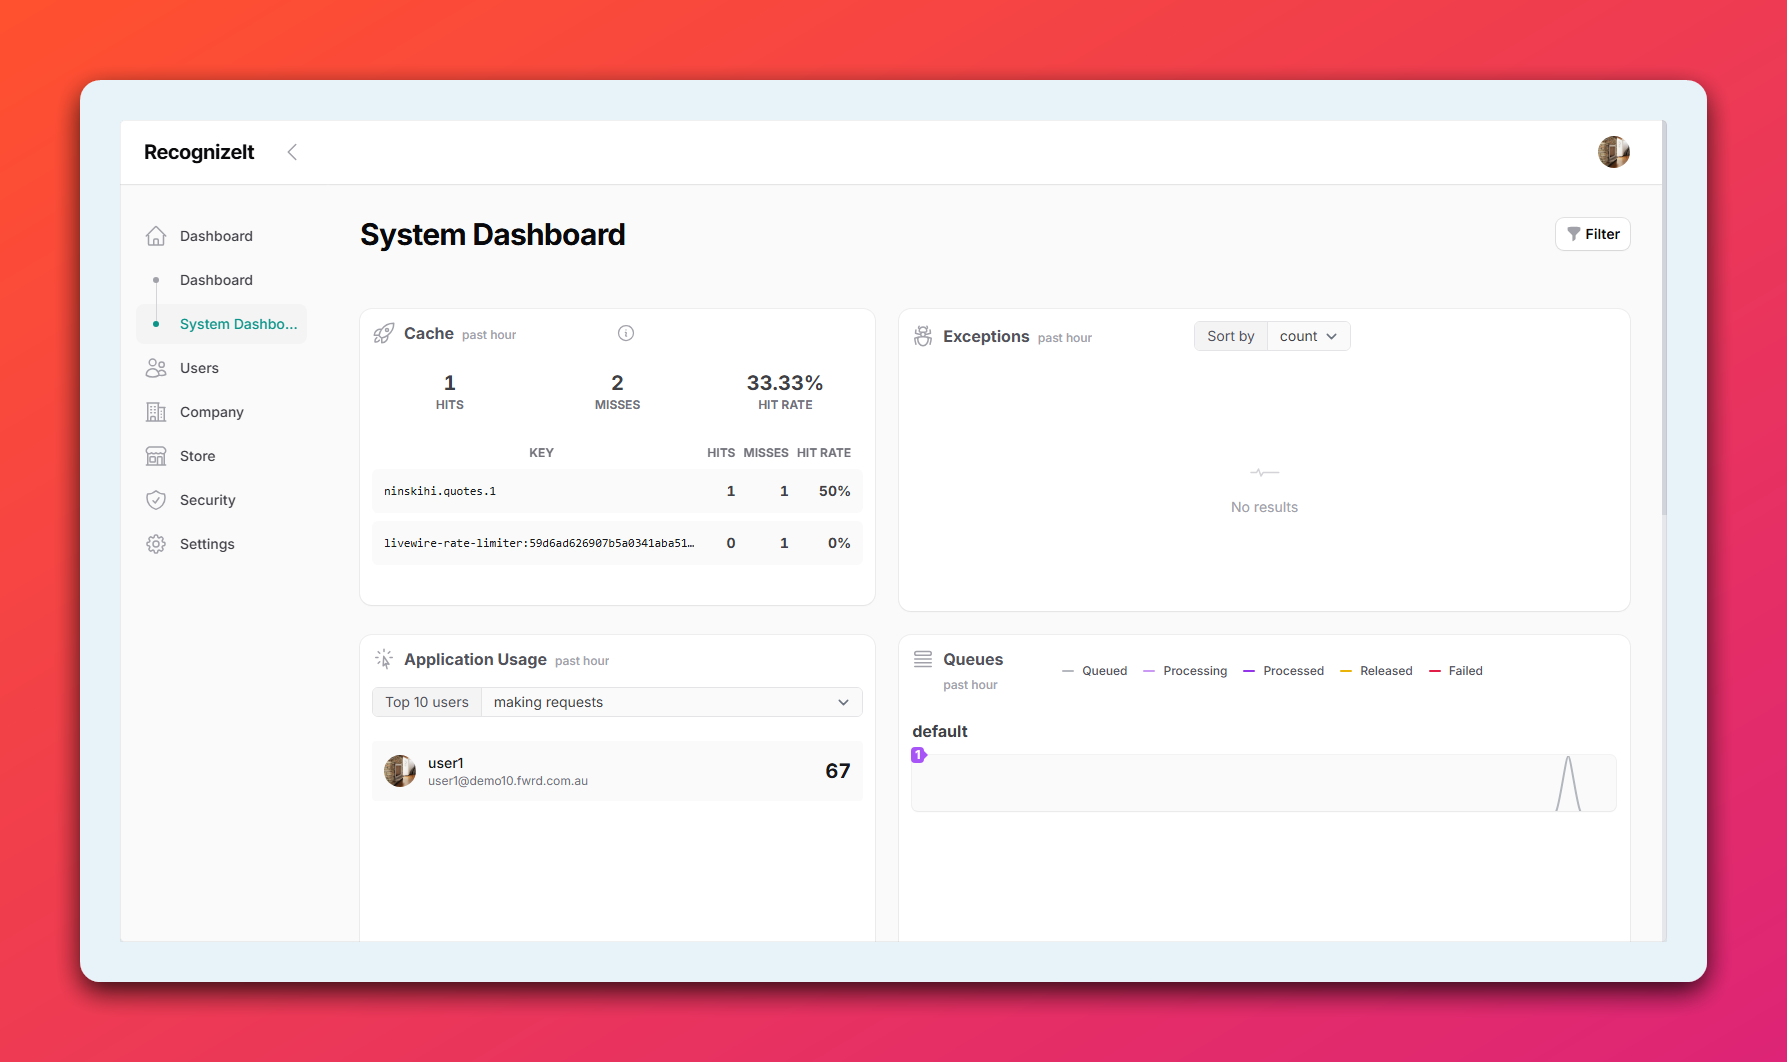 RecognizeIt
Dashboard
Dashboard
System Dashbo...
Users
Company
Store
Security
Settings
System Dashboard
Filter
Cache past hour
1 2 33.33%
HITS MISSES HIT RATE
KEY HITS MISSES HIT RATE
ninskihi.quotes.1 1 1 50%
livewire-rate-limiter:59d6ad626907b5a0341aba51… 0 1 0%
Exceptions past hour Sort by count
No results
Application Usage past hour
Top 10 users making requests
user1
user1@demo10.fwrd.com.au
67
Queues
past hour
Queued Processing Processed Released Failed
default
1